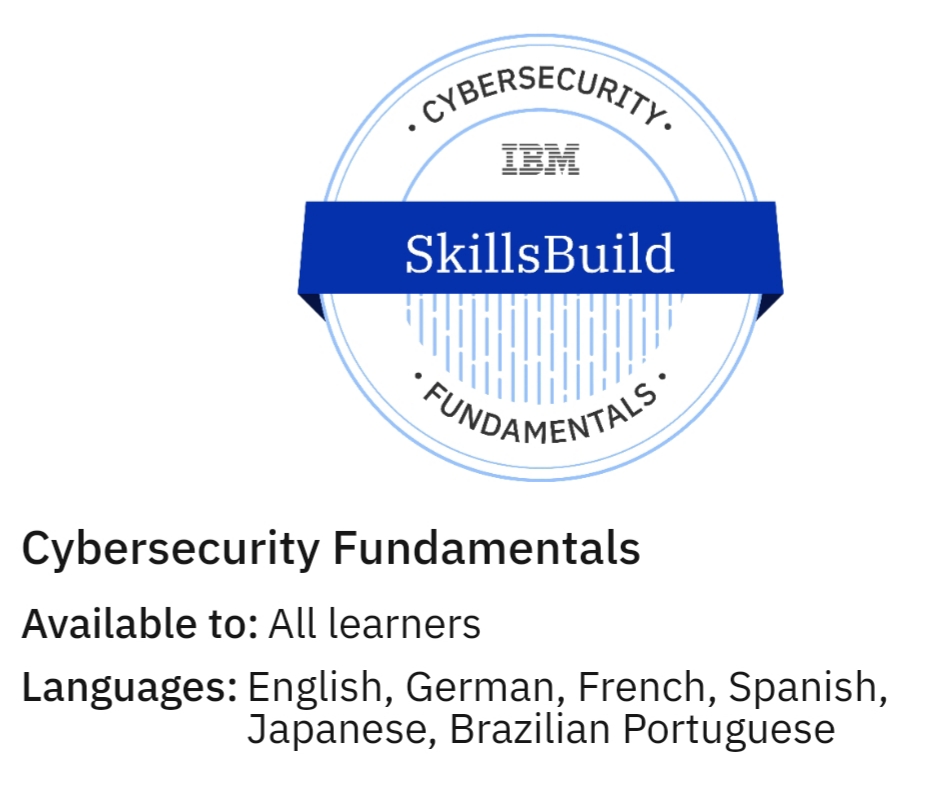 · CYBERSECURITY ·
IBM
SkillsBuild
· FUNDAMENTALS ·
Cybersecurity Fundamentals
Available to: All learners
Languages: English, German, French, Spanish,
Japanese, Brazilian Portuguese